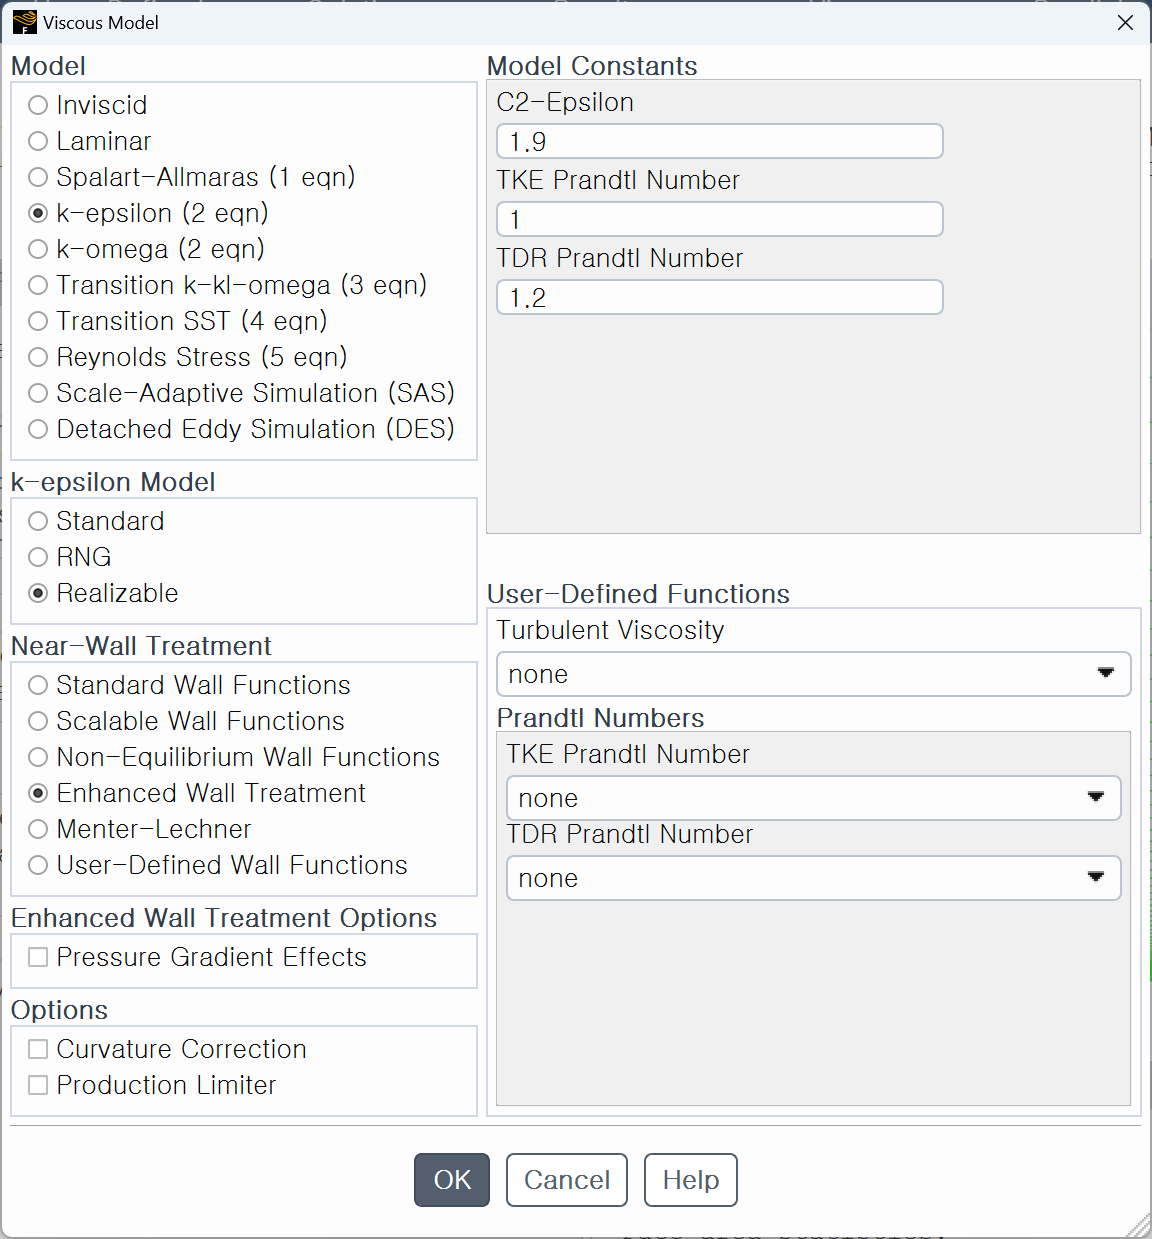 Viscous Model
Model
Inviscid
Laminar
Spalart-Allmaras (1 eqn)
k-epsilon (2 eqn)
k-omega (2 eqn)
Transition k-kl-omega (3 eqn)
Transition SST (4 eqn)
Reynolds Stress (5 eqn)
Scale-Adaptive Simulation (SAS)
Detached Eddy Simulation (DES)
k-epsilon Model
Standard
RNG
Realizable
Near-Wall Treatment
Standard Wall Functions
Scalable Wall Functions
Non-Equilibrium Wall Functions
Enhanced Wall Treatment
Menter-Lechner
User-Defined Wall Functions
Enhanced Wall Treatment Options
Pressure Gradient Effects
Options
Curvature Correction
Production Limiter
Model Constants
C2-Epsilon
1.9
TKE Prandtl Number
1
TDR Prandtl Number
1.2
User-Defined Functions
Turbulent Viscosity
none
Prandtl Numbers
TKE Prandtl Number
none
TDR Prandtl Number
none
OK
Cancel
Help